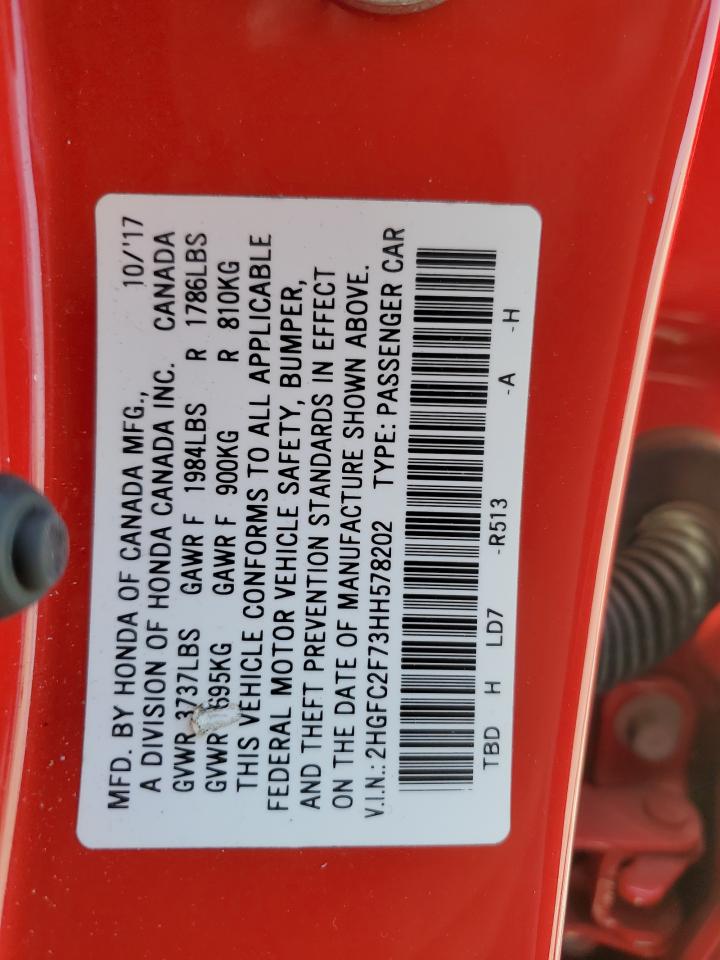 MFD. BY HONDA OF CANADA MFG., 10/'17
A DIVISION OF HONDA CANADA INC. CANADA
GVWR 3737LBS GAWR F 1984LBS R 1786LBS
GVWR 695KG GAWR F 900KG R 810KG
THIS VEHICLE CONFORMS TO ALL APPLICABLE
FEDERAL MOTOR VEHICLE SAFETY, BUMPER,
AND THEFT PREVENTION STANDARDS IN EFFECT
ON THE DATE OF MANUFACTURE SHOWN ABOVE.
V.I.N.: 2HGFC2F73HH578202 TYPE: PASSENGER CAR
TBD H LD7 -R513 -A -H